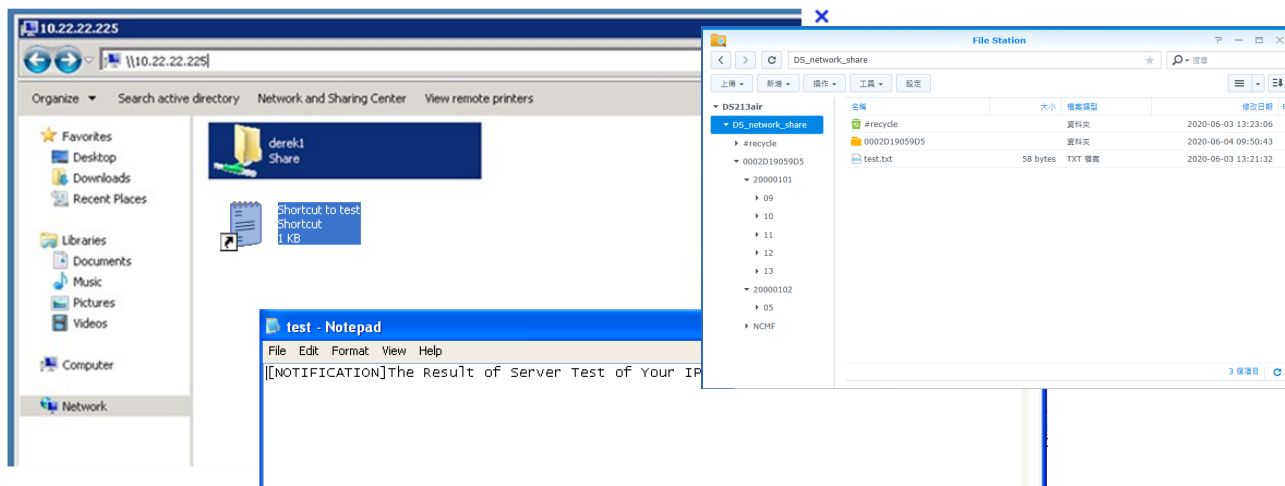 10.22.22.225
\\10.22.22.225
Organize Search active directory Network and Sharing Center View remote printers
Favorites
Desktop
Downloads
Recent Places
Libraries
Documents
Music
Pictures
Videos
Computer
Network
derek1
Share
Shortcut to test
Shortcut
1 KB
test - Notepad
File Edit Format View Help
[NOTIFICATION]The Result of Server Test of Your IP
File Station
DS_network_share
搜尋
上傳 新增 操作 工具 設定
DS213air
DS_network_share
#recycle
0002D19059D5
20000101
09
10
11
12
13
20000102
05
NCMF
名稱 大小 檔案類型 修改日期
#recycle 資料夾 2020-06-03 13:23:06
0002D19059D5 資料夾 2020-06-04 09:50:43
test.txt 58 bytes TXT 檔案 2020-06-03 13:21:32
3 個項目